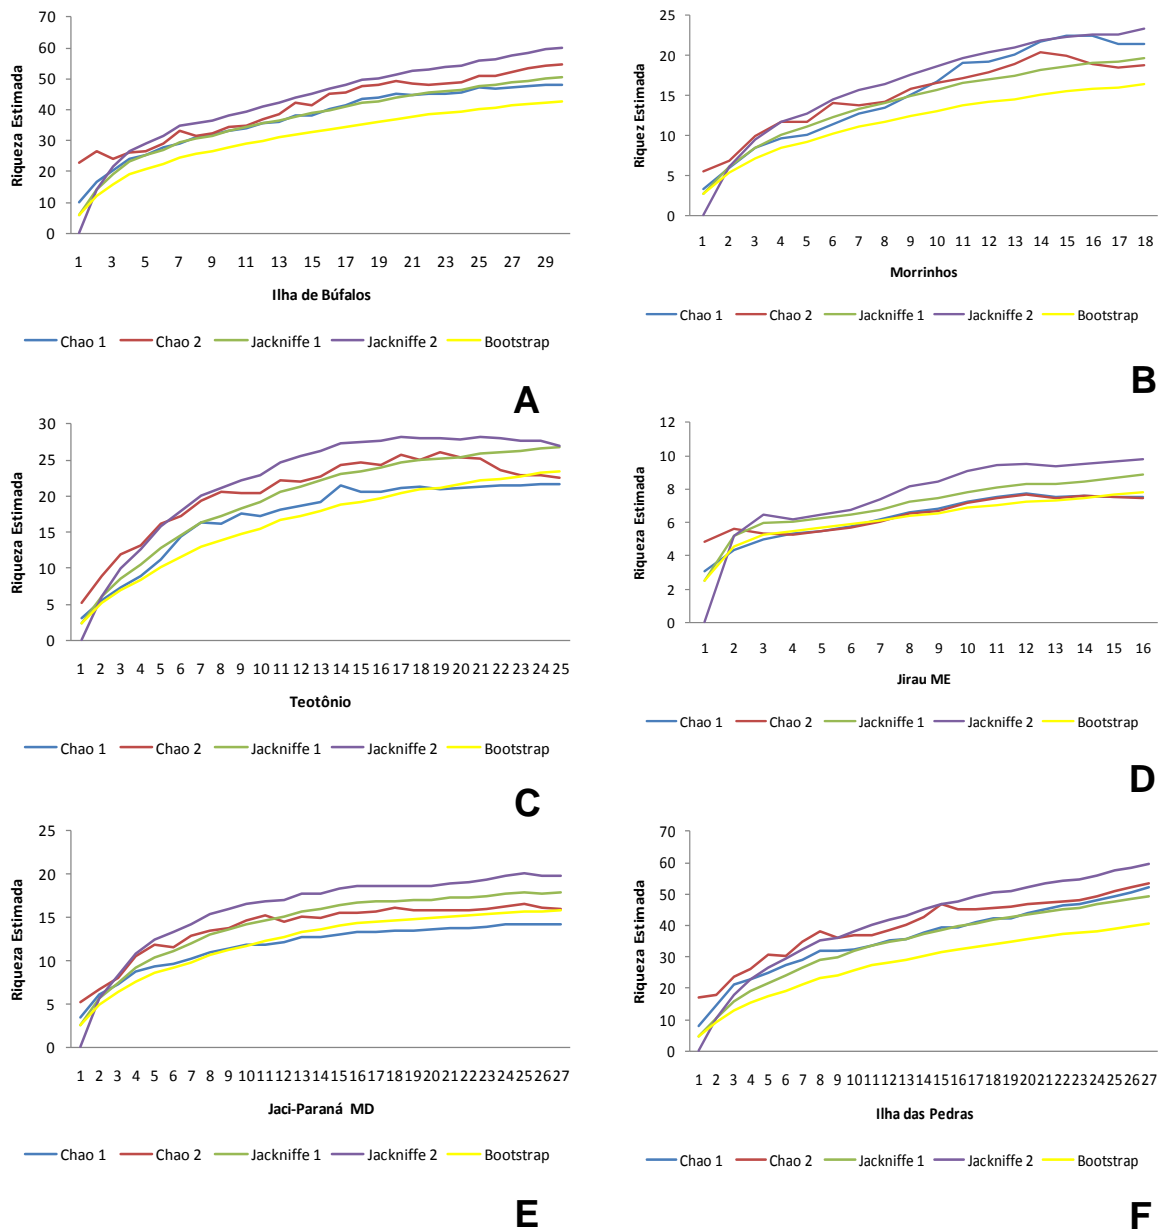 70
60
50
40
30
20
10
0
Riqueza Estimada
1 3 5 7 9 11 13 15 17 19 21 23 25 27 29
Ilha de Búfalos
Chao 1 Chao 2 Jackniffe 1 Jackniffe 2 Bootstrap
A
25
20
15
10
5
0
Riquez Estimada
1 2 3 4 5 6 7 8 9 10 11 12 13 14 15 16 17 18
Morrinhos
Chao 1 Chao 2 Jackniffe 1 Jackniffe 2 Bootstrap
B
30
25
20
15
10
5
0
Riqueza Estimada
1 2 3 4 5 6 7 8 9 10 11 12 13 14 15 16 17 18 19 20 21 22 23 24 25
Teotônio
Chao 1 Chao 2 Jackniffe 1 Jackniffe 2 Bootstrap
C
12
10
8
6
4
2
0
Riqueza Estimada
1 2 3 4 5 6 7 8 9 10 11 12 13 14 15 16
Jirau ME
Chao 1 Chao 2 Jackniffe 1 Jackniffe 2 Bootstrap
D
25
20
15
10
5
0
Riqueza Estimada
1 2 3 4 5 6 7 8 9 10 11 12 13 14 15 16 17 18 19 20 21 22 23 24 25 26 27
Jaci-Paraná MD
Chao 1 Chao 2 Jackniffe 1 Jackniffe 2 Bootstrap
E
70
60
50
40
30
20
10
0
Riqueza Estimada
1 2 3 4 5 6 7 8 9 10 11 12 13 14 15 16 17 18 19 20 21 22 23 24 25 26 27
Ilha das Pedras
Chao 1 Chao 2 Jackniffe 1 Jackniffe 2 Bootstrap
F